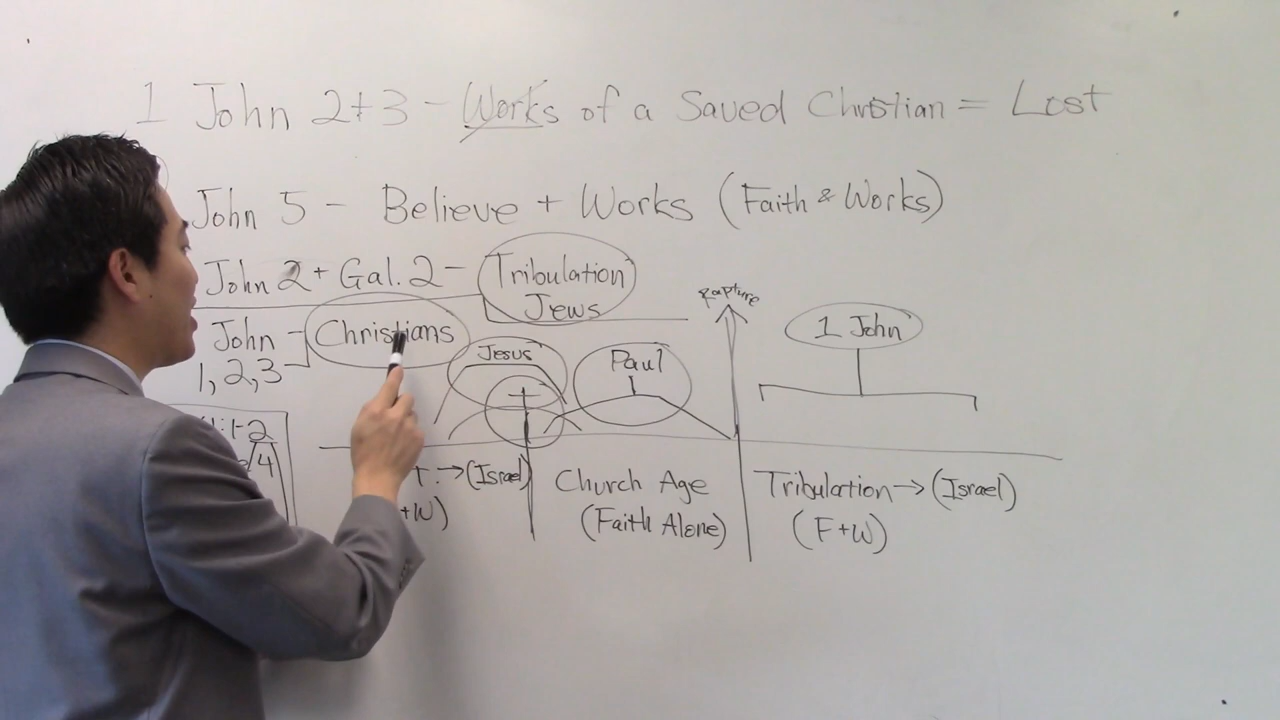 1 John 2+3 - Works of a Saved Christian = Lost
John 5 - Believe + Works (Faith & Works)
John 2 + Gal. 2 - Tribulation Jews
John - Christians
1, 2, 3
Jesus
Paul
Rapture
1 John
→ (Israel)
Church Age
Tribulation → (Israel)
+W)
(Faith Alone)
(F+W)